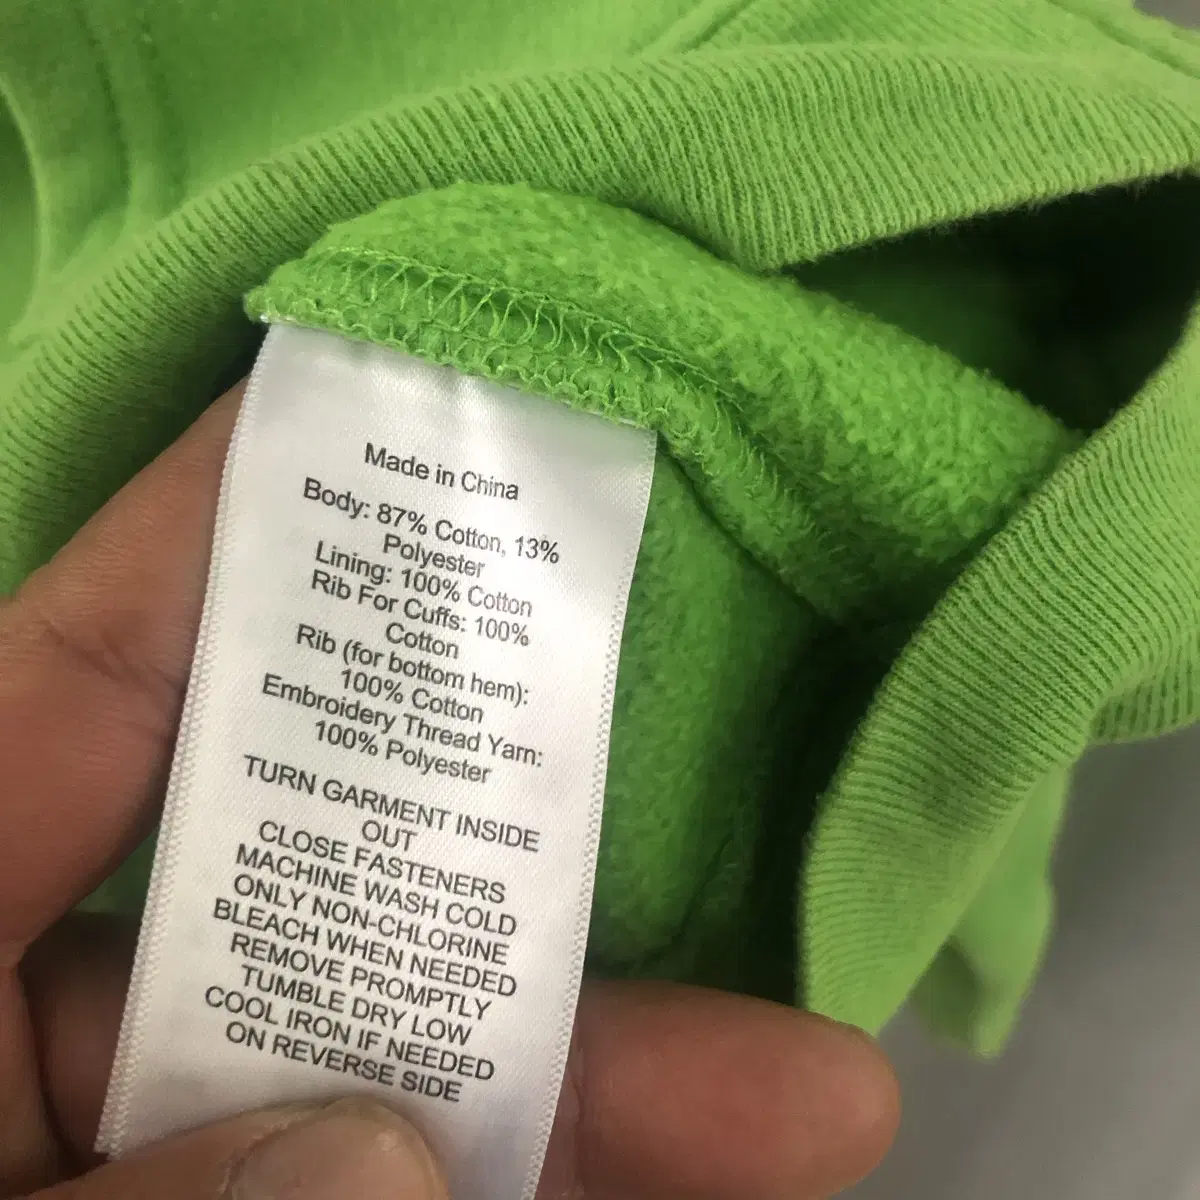 Made in China
Body: 87% Cotton, 13%
Polyester
Lining: 100% Cotton
Rib For Cuffs: 100%
Cotton
Rib (for bottom hem):
100% Cotton
Embroidery Thread Yarn:
100% Polyester
TURN GARMENT INSIDE
OUT
CLOSE FASTENERS
MACHINE WASH COLD
ONLY NON-CHLORINE
BLEACH WHEN NEEDED
REMOVE PROMPTLY
TUMBLE DRY LOW
COOL IRON IF NEEDED
ON REVERSE SIDE